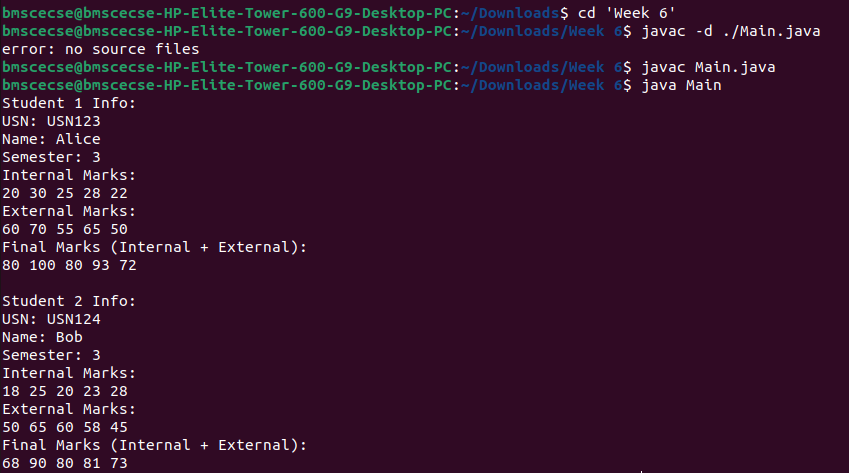 bmscecse@bmscecse-HP-Elite-Tower-600-G9-Desktop-PC:~/Downloads$ cd 'Week 6'
bmscecse@bmscecse-HP-Elite-Tower-600-G9-Desktop-PC:~/Downloads/Week 6$ javac -d ./Main.java
error: no source files
bmscecse@bmscecse-HP-Elite-Tower-600-G9-Desktop-PC:~/Downloads/Week 6$ javac Main.java
bmscecse@bmscecse-HP-Elite-Tower-600-G9-Desktop-PC:~/Downloads/Week 6$ java Main
Student 1 Info:
USN: USN123
Name: Alice
Semester: 3
Internal Marks:
20 30 25 28 22
External Marks:
60 70 55 65 50
Final Marks (Internal + External):
80 100 80 93 72

Student 2 Info:
USN: USN124
Name: Bob
Semester: 3
Internal Marks:
18 25 20 23 28
External Marks:
50 65 60 58 45
Final Marks (Internal + External):
68 90 80 81 73